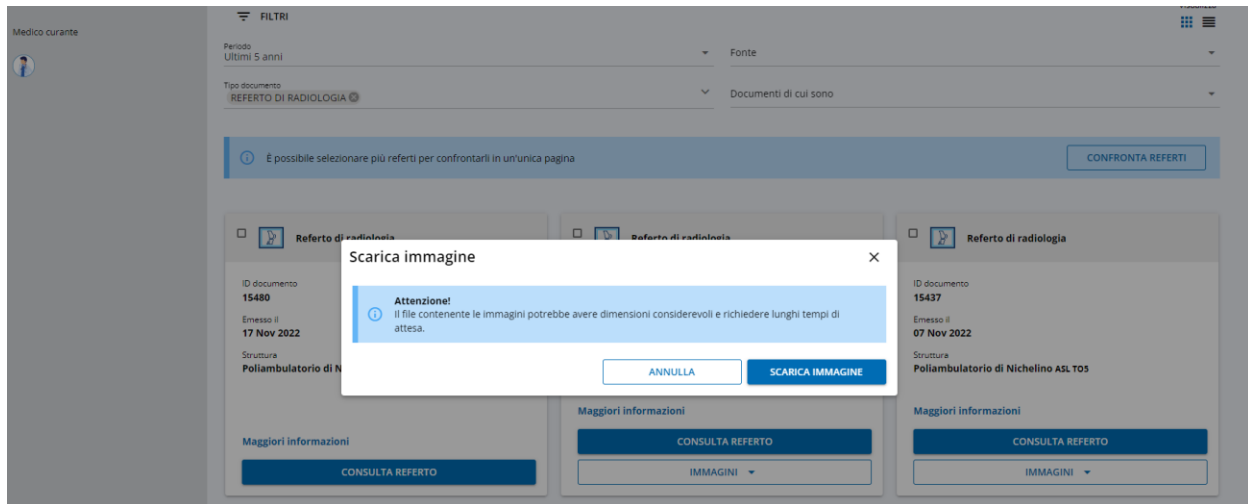 Medico curante
FILTRI
Periodo
Ultimi 5 anni
Fonte
Tipo documento
REFERTO DI RADIOLOGIA
Documenti di cui sono
È possibile selezionare più referti per confrontarli in un'unica pagina
CONFRONTA REFERTI
Referto di radiologia
Referto di radiologia
Referto di radiologia
Scarica immagine
Attenzione!
Il file contenente le immagini potrebbe avere dimensioni considerevoli e richiedere lunghi tempi di
attesa.
ANNULLA
SCARICA IMMAGINE
ID documento
15480
Emesso il
17 Nov 2022
Struttura
Poliambulatorio di N
Maggiori informazioni
CONSULTA REFERTO
Maggiori informazioni
CONSULTA REFERTO
IMMAGINI
ID documento
15437
Emesso il
07 Nov 2022
Struttura
Poliambulatorio di Nichelino ASL TO5
Maggiori informazioni
CONSULTA REFERTO
IMMAGINI